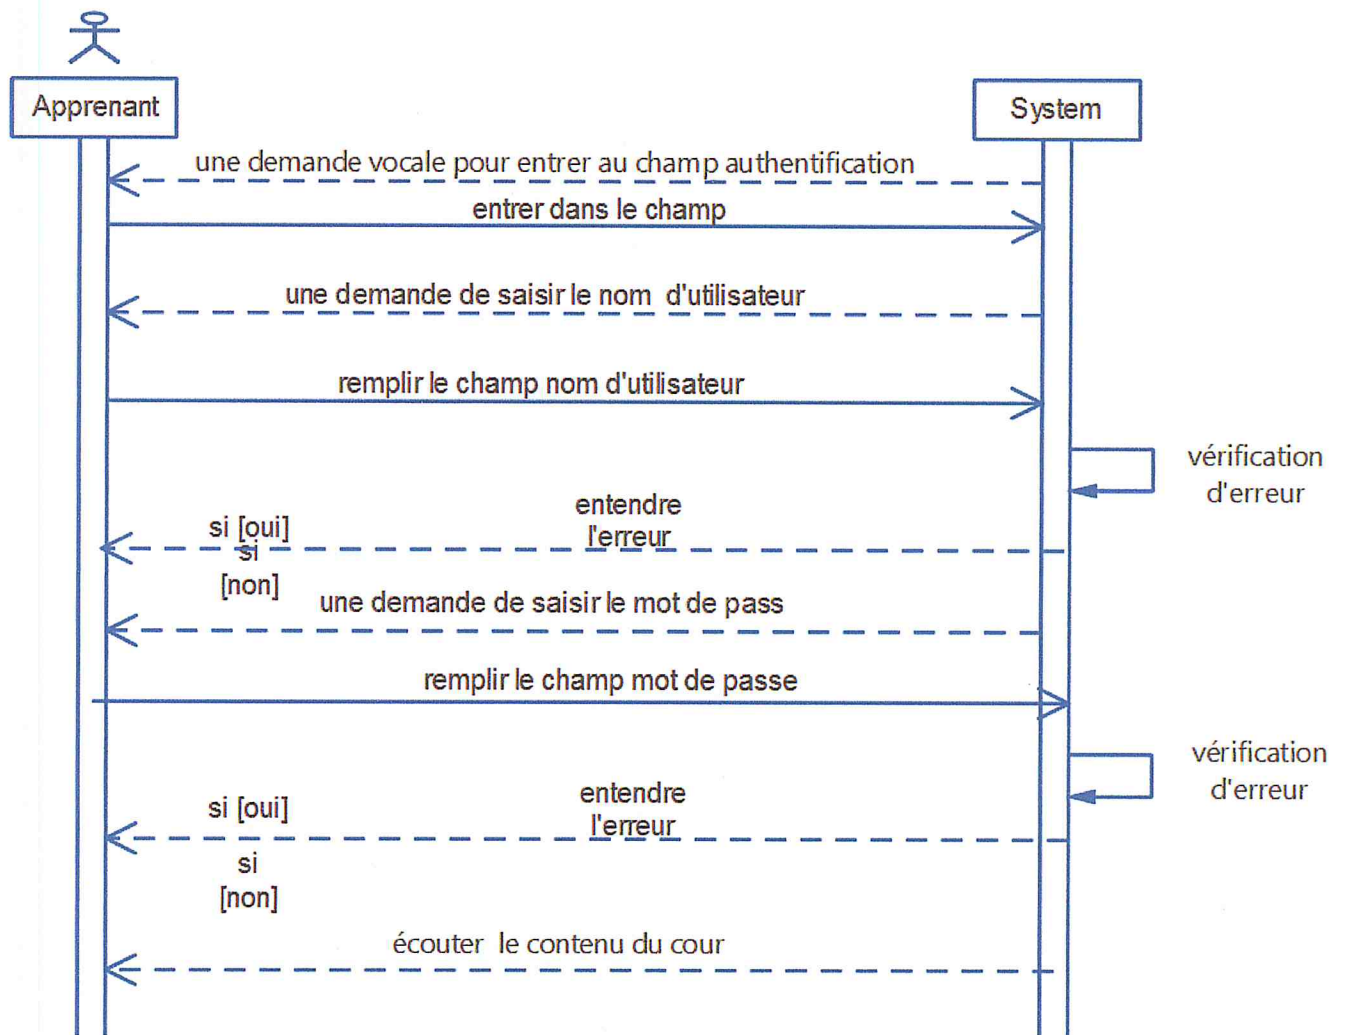 Apprenant
System
une demande vocale pour entrer au champ authentification
entrer dans le champ
une demande de saisir le nom d'utilisateur
remplir le champ nom d'utilisateur
vérification
d'erreur
entendre
l'erreur
si [oui]
si
[non]
une demande de saisir le mot de pass
remplir le champ mot de passe
vérification
d'erreur
entendre
l'erreur
si [oui]
si
[non]
écouter le contenu du cour